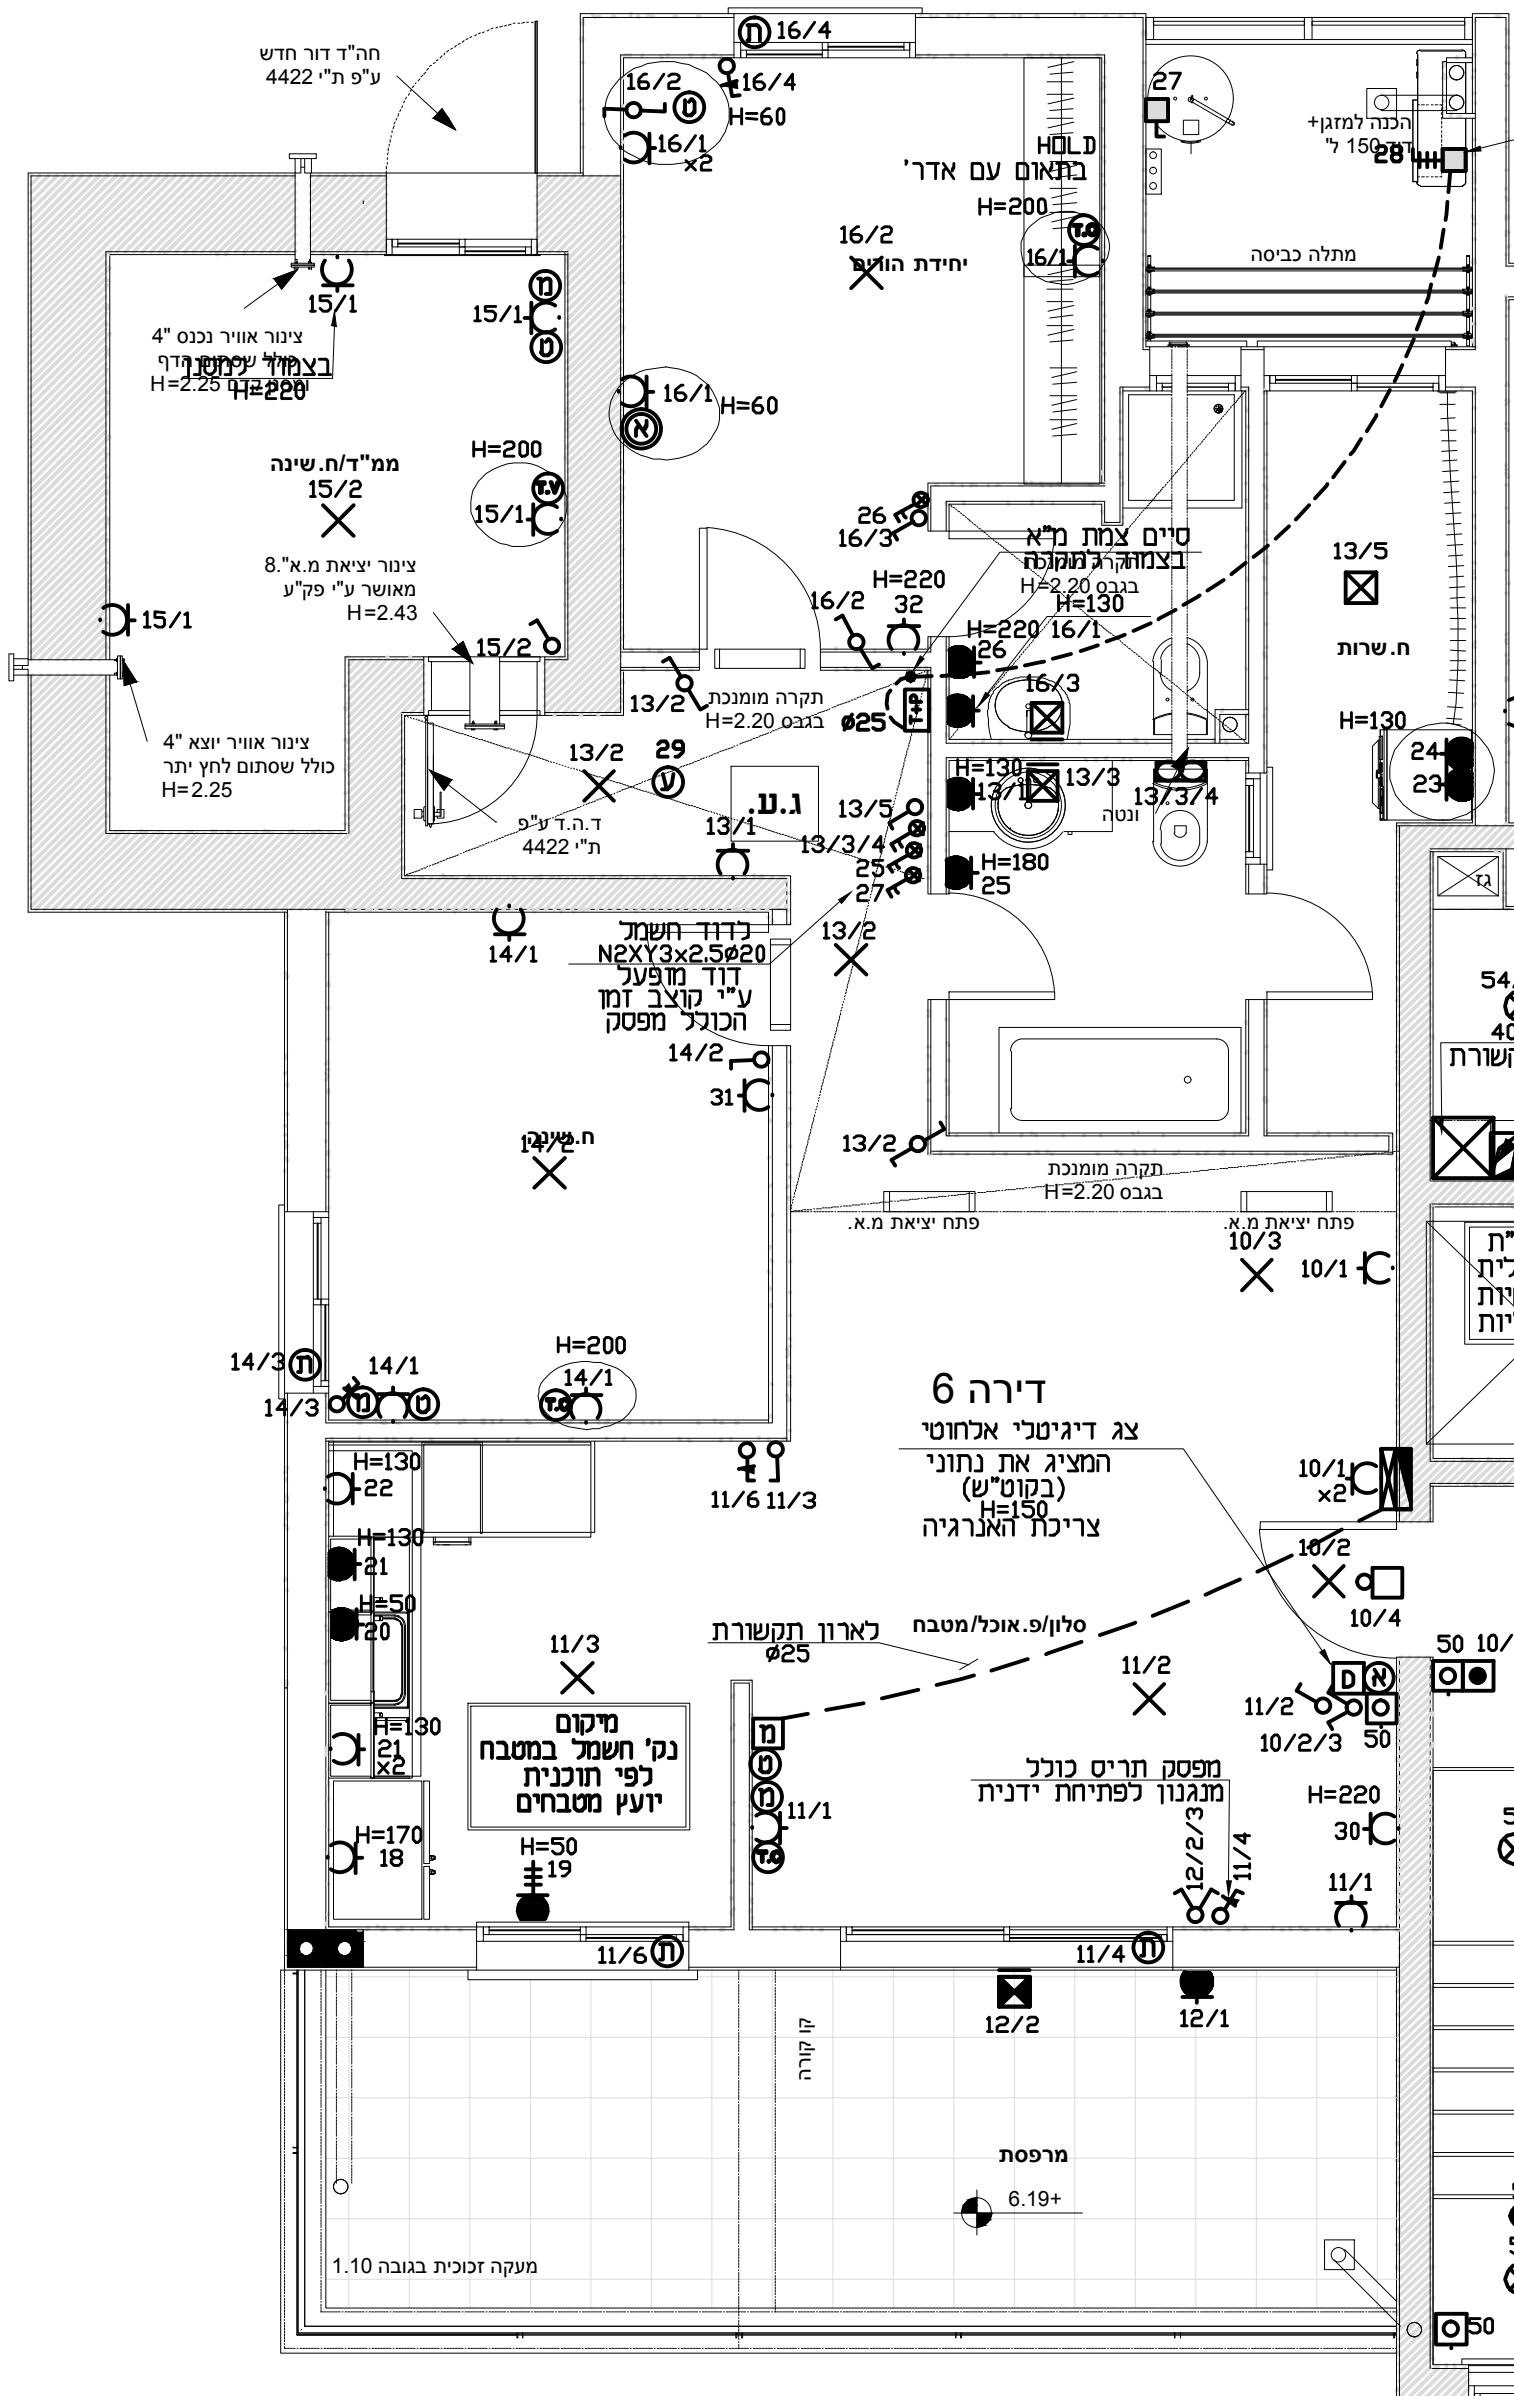 חה"ד דור חדש
ע"פ ת"י 4422
ת 16/4
16/2
ט
16/4
H=60
16/1
x2
27
הכנה למזגן+
דוד 150 ל'
28
HOLD
בתאום עם אדר'
H=200
T.O
16/1
16/2
יחידת הורים
מתלה כביסה
15/1
מ
15/1
ט
צינור אוויר נכנס "4
כולל שסתום הדף
H=2.25
בצמוד למסנן
H=220
16/1
H=60
א
ממ"ד/ח.שינה
15/2
H=200
T.V
15/1
צינור יציאת מ.א".8
מאושר ע"י פק"ע
H=2.43
26
16/3
סיים צמת מ"א
בצמוד לתקרה
תקרה מומנכת
בגבס H=2.20
H=130
13/5
H=220
32
16/2
15/1
15/2
H=220 16/1
26
ח.שרות
13/2
תקרה מומנכת
בגבס H=2.20
ø25
16/3
H=130
24
23
צינור אוויר יוצא "4
כולל שסתום לחץ יתר
H=2.25
13/2
29
ע
ג.ע.
13/1
H=130
13/1
13/3
13/3/4
ונטה
13/5
13/3/4
25
27
H=180
25
ד.ה.ד ע"פ
ת"י 4422
גז
14/1
לדוד חשמל
N2XY3x2.5ø20
דוד מופעל
ע"י קוצב זמן
הכולל מפסק
13/2
14/2
31
ח.שינה
14/2
13/2
תקרה מומנכת
בגבס H=2.20
פתח יציאת מ.א.
פתח יציאת מ.א.
10/3
10/1
14/3 ת
14/3
מ
14/1
ט
H=200
T.O
14/1
דירה 6
צג דיגיטלי אלחוטי
המציג את נתוני
(בקוט"ש)
H=150
צריכת האנרגיה
H=130
22
11/6 11/3
10/1
x2
H=130
21
H=50
20
10/2
10/4
לארון תקשורת
ø25
סלון/פ.אוכל/מטבח
11/3
11/2
50
D
א
11/2
10/2/3
50
H=130
21
x2
מיקום
נק' חשמל במטבח
לפי תוכנית
יועץ מטבחים
מ
ט
מ
11/1
T.O
מפסק תריס כולל
מנגנון לפתיחת ידנית
H=220
30
H=170
18
H=50
19
12/2/3
11/4
11/1
11/6 ת
11/4 ת
12/2
12/1
קו קורה
מרפסת
6.19+
מעקה זכוכית בגובה 1.10
50